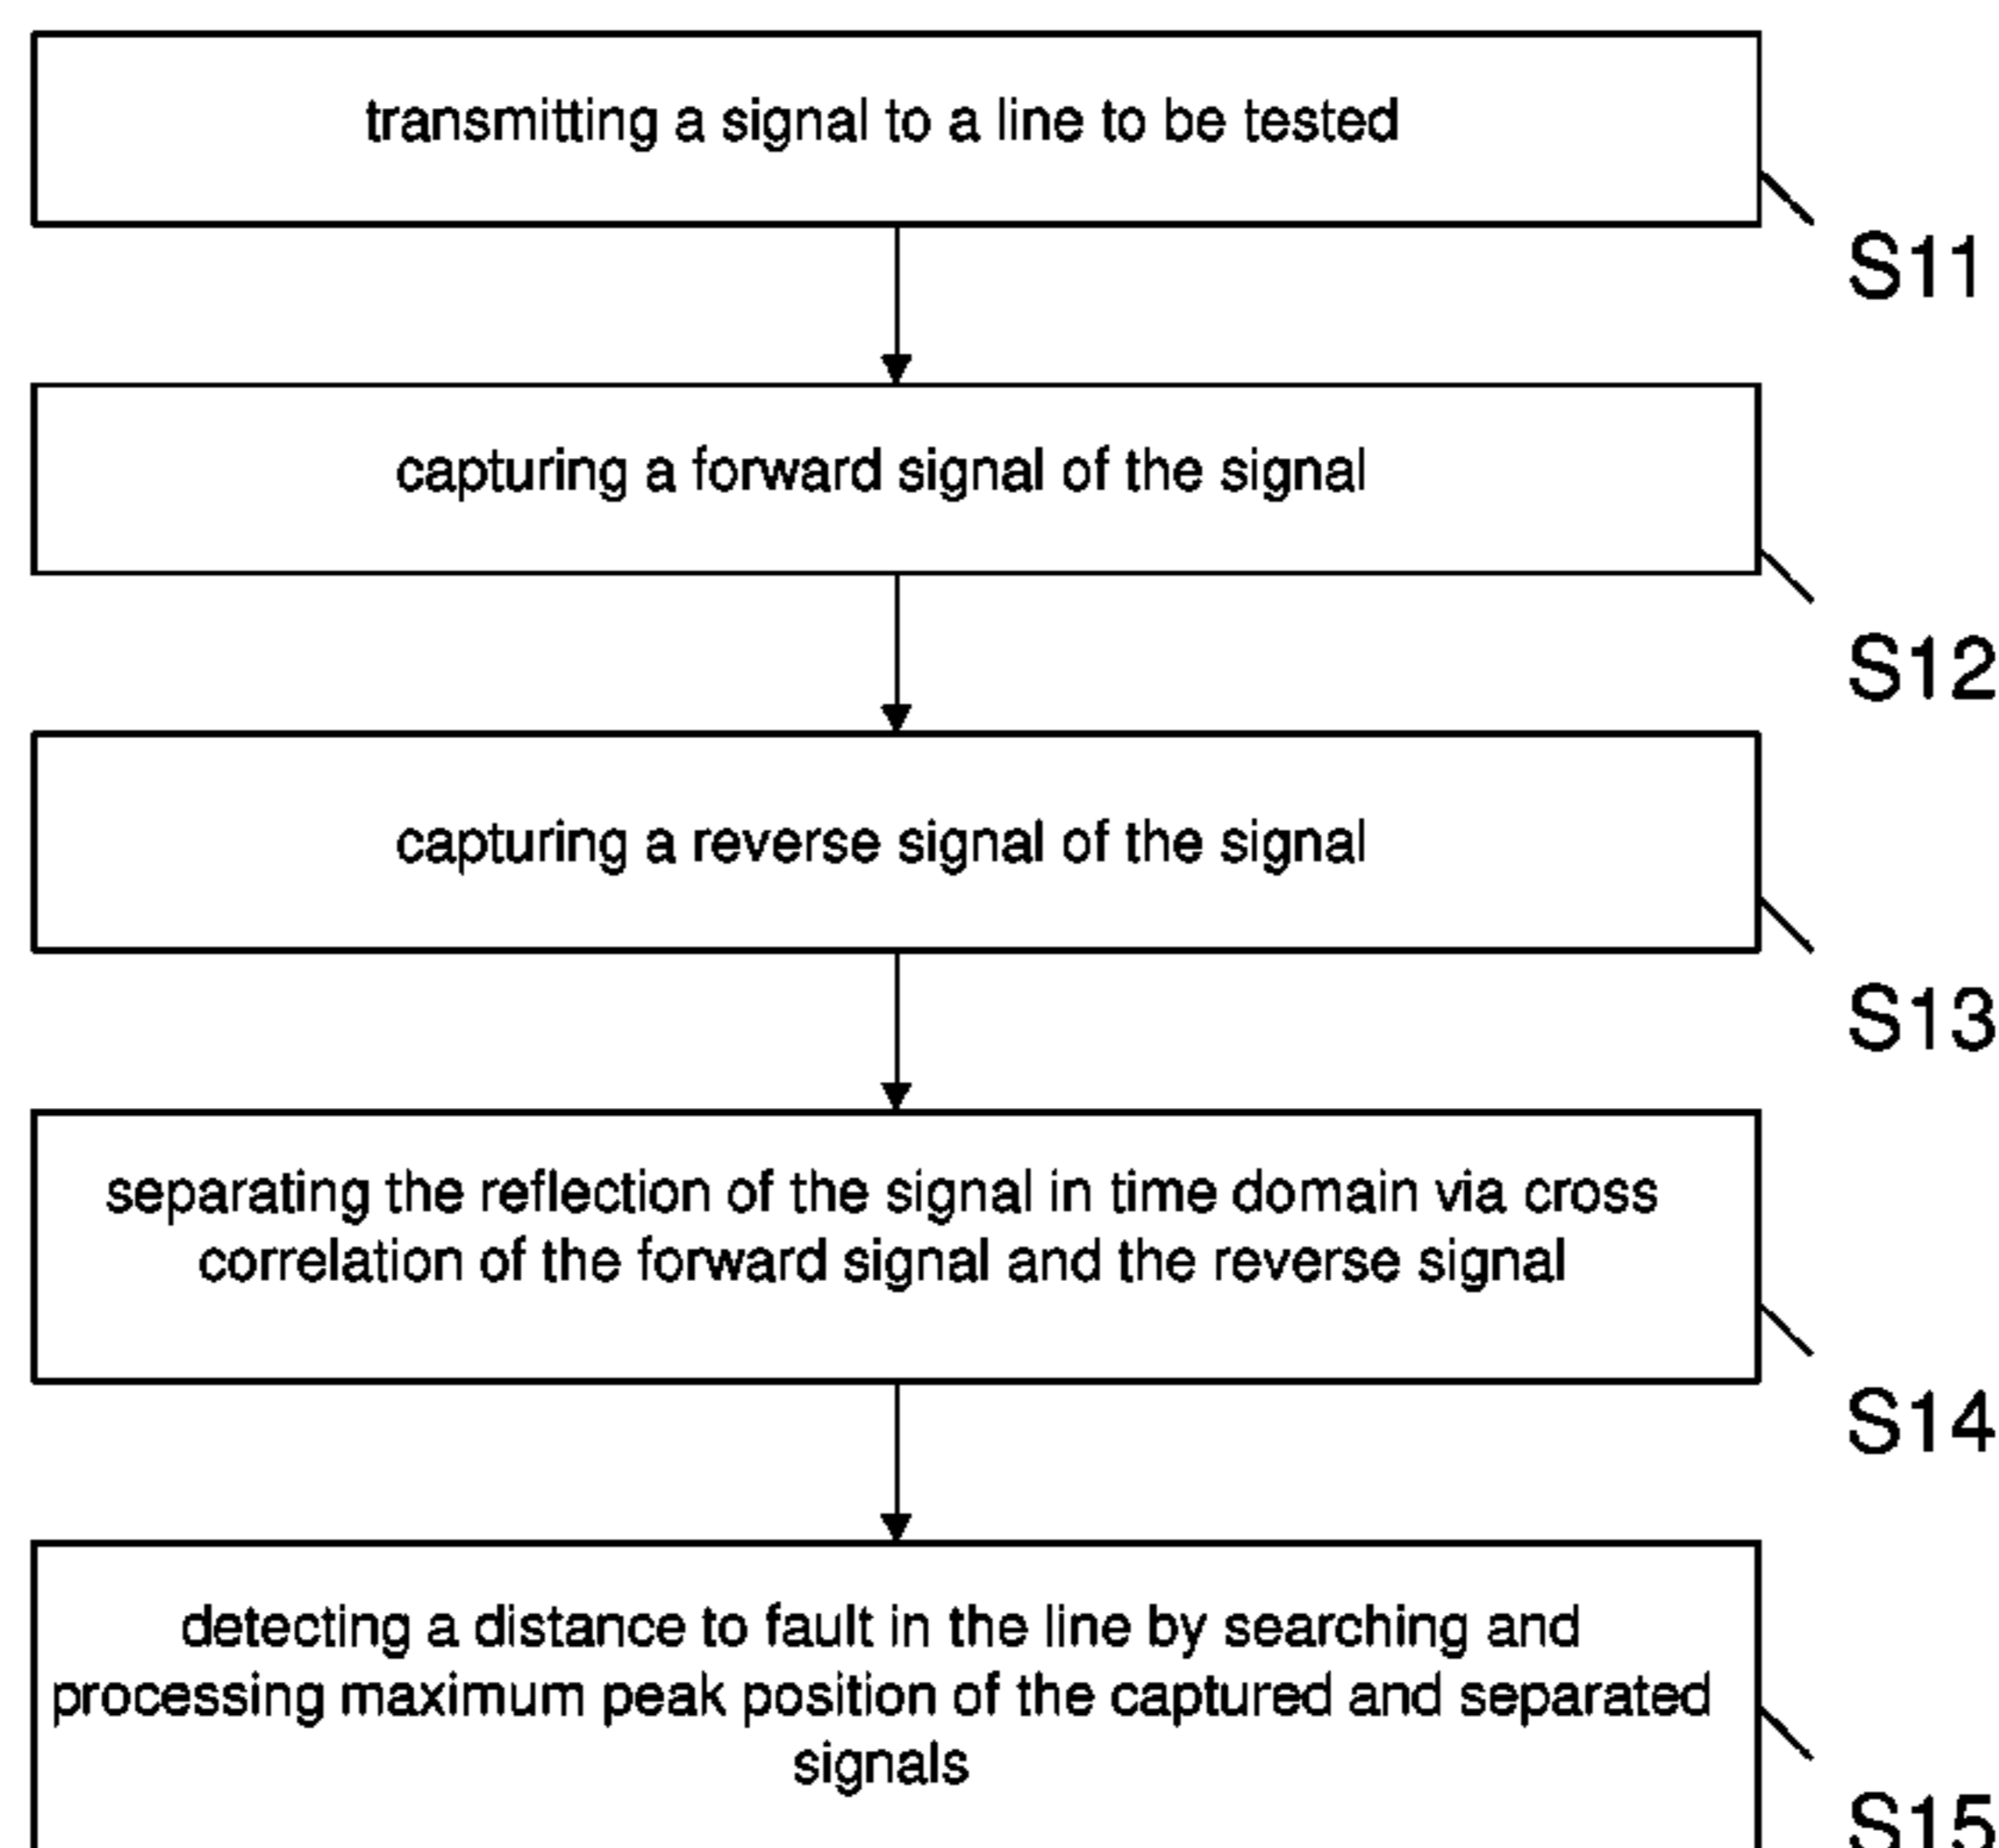 transmitting a signal to a line to be tested
S11
capturing a forward signal of the signal
S12
capturing a reverse signal of the signal
S13
separating the reflection of the signal in time domain via cross
correlation of the forward signal and the reverse signal
S14
detecting a distance to fault in the line by searching and
processing maximum peak position of the captured and separated
signals
S15